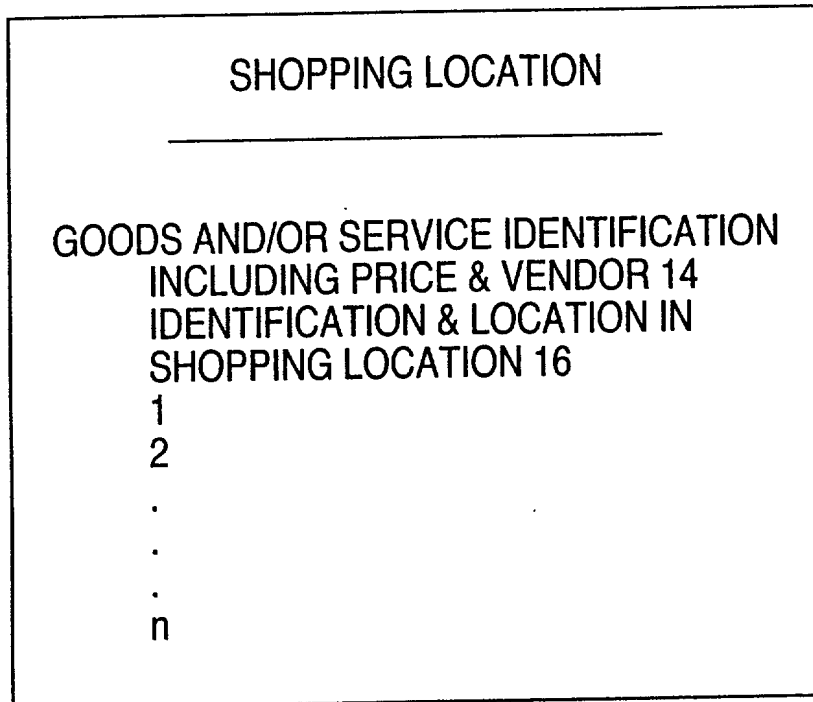 SHOPPING LOCATION
GOODS AND/OR SERVICE IDENTIFICATION
INCLUDING PRICE & VENDOR 14
IDENTIFICATION & LOCATION IN
SHOPPING LOCATION 16
1
2
.
.
.
n